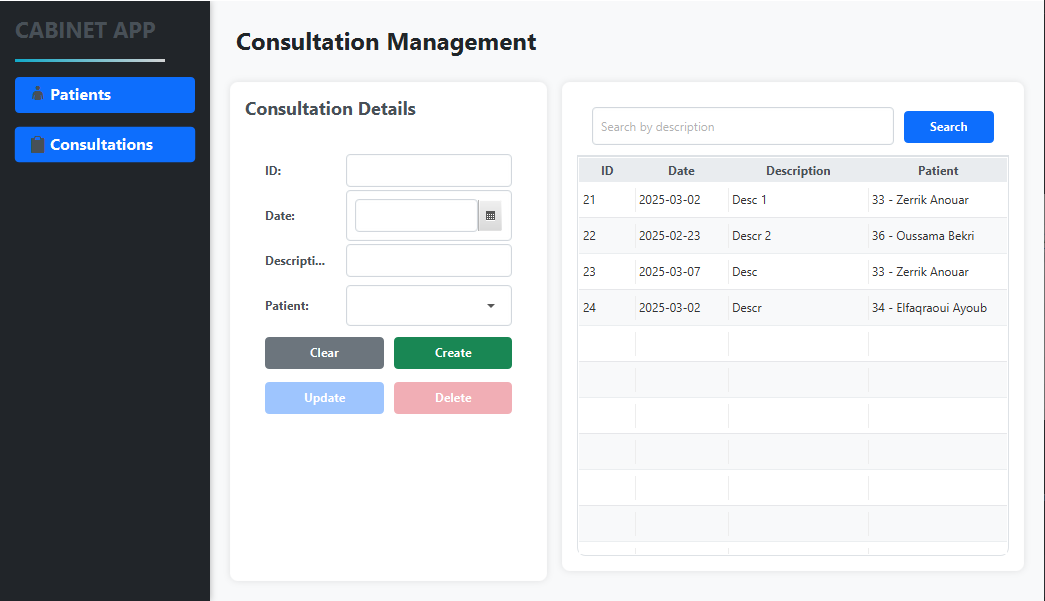 CABINET APP
Patients
Consultations
Consultation Management
Consultation Details
ID:
Date:
Descripti...
Patient:
Clear Create
Update Delete
Search by description Search
ID Date Description Patient
21 2025-03-02 Desc 1 33 - Zerrik Anouar
22 2025-02-23 Descr 2 36 - Oussama Bekri
23 2025-03-07 Desc 33 - Zerrik Anouar
24 2025-03-02 Descr 34 - Elfaqraoui Ayoub